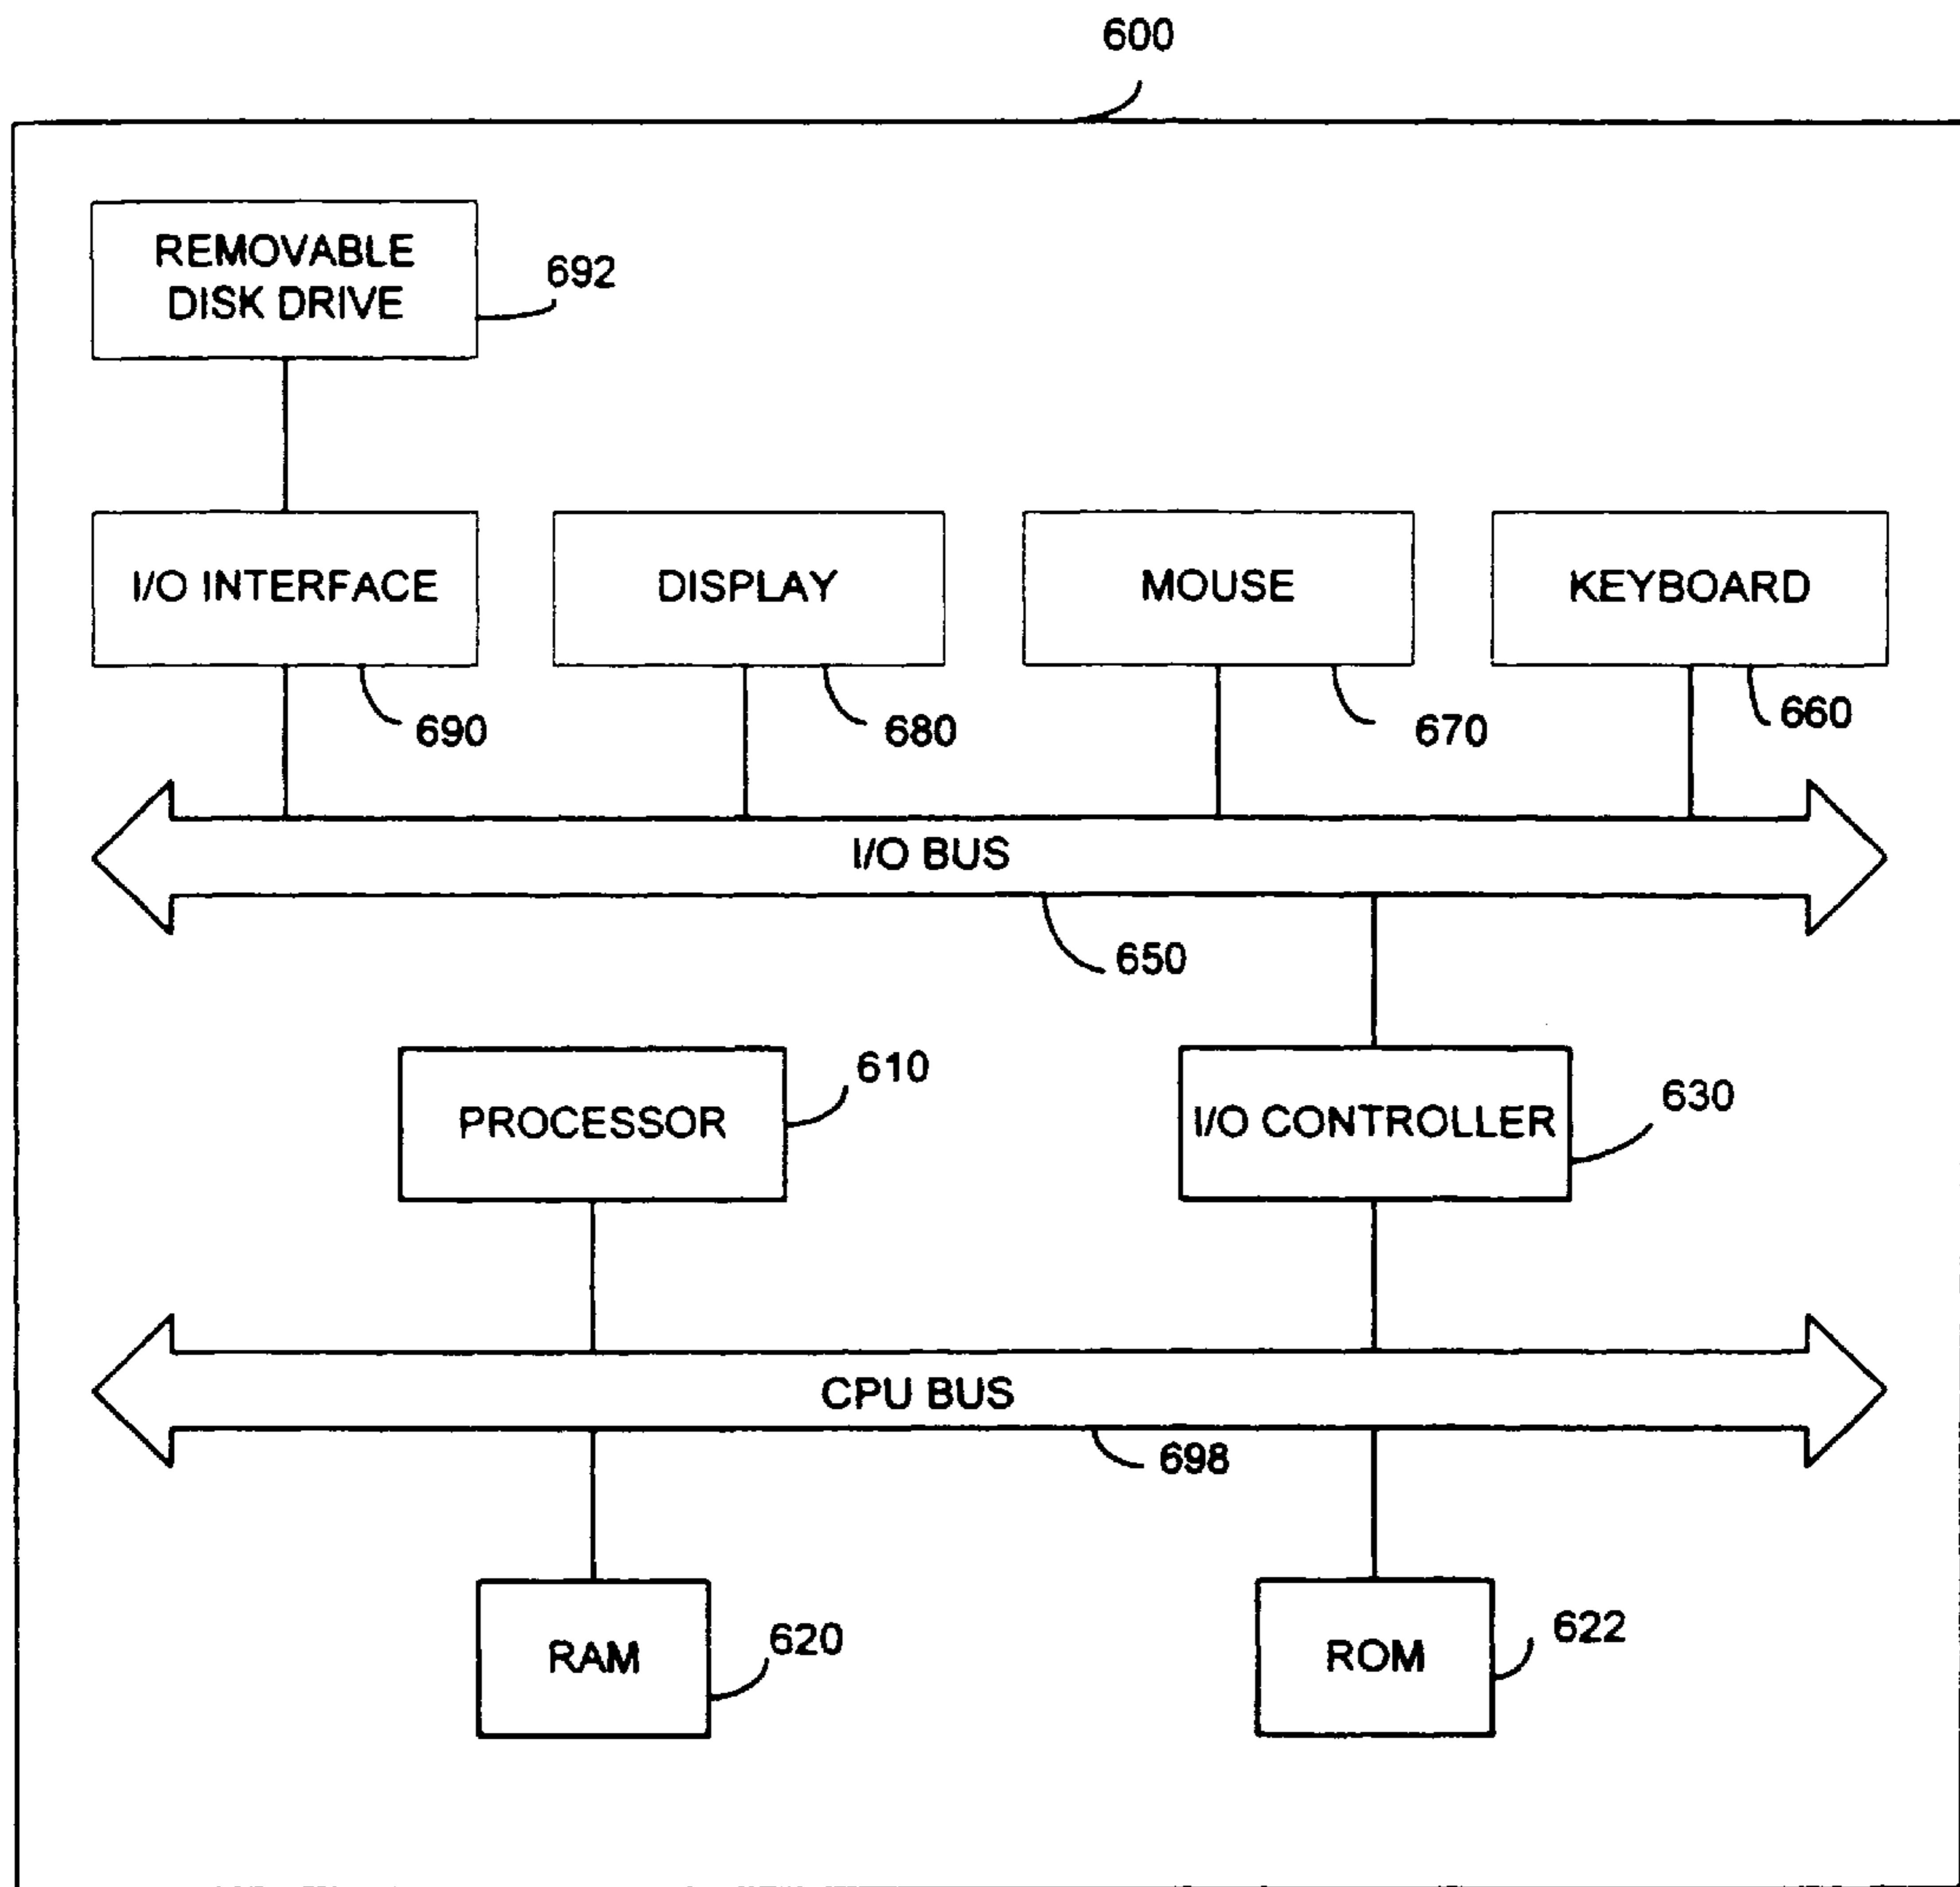 600
REMOVABLE
DISK DRIVE
692
I/O INTERFACE
DISPLAY
MOUSE
KEYBOARD
690
680
670
660
I/O BUS
650
PROCESSOR
610
I/O CONTROLLER
630
CPU BUS
698
RAM
620
ROM
622